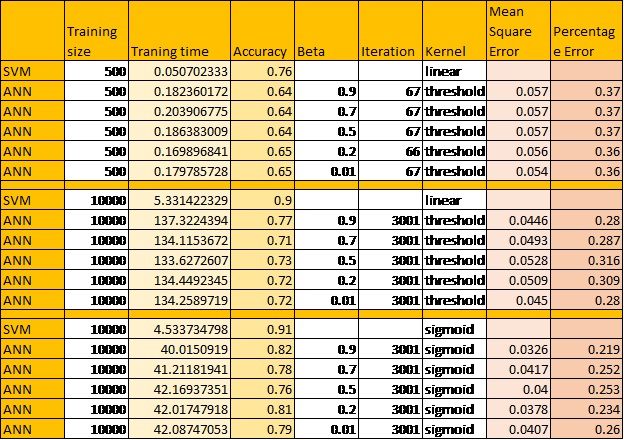 Training size Traning time Accuracy Beta Iteration Kernel Mean Square Error Percentage Error
SVM 500 0.050702333 0.76 linear
ANN 500 0.182360172 0.64 0.9 67 threshold 0.057 0.37
ANN 500 0.203906775 0.64 0.7 67 threshold 0.057 0.37
ANN 500 0.186383009 0.64 0.5 67 threshold 0.057 0.37
ANN 500 0.169896841 0.65 0.2 66 threshold 0.056 0.36
ANN 500 0.179785728 0.65 0.01 67 threshold 0.054 0.36
SVM 10000 5.331422329 0.9 linear
ANN 10000 137.3224394 0.77 0.9 3001 threshold 0.0446 0.28
ANN 10000 134.1153672 0.71 0.7 3001 threshold 0.0493 0.287
ANN 10000 133.6272607 0.73 0.5 3001 threshold 0.0528 0.316
ANN 10000 134.4492345 0.72 0.2 3001 threshold 0.0509 0.309
ANN 10000 134.2589719 0.72 0.01 3001 threshold 0.045 0.28
SVM 10000 4.533734798 0.91 sigmoid
ANN 10000 40.0150919 0.82 0.9 3001 sigmoid 0.0326 0.219
ANN 10000 41.21181941 0.78 0.7 3001 sigmoid 0.0417 0.252
ANN 10000 42.16937351 0.76 0.5 3001 sigmoid 0.04 0.253
ANN 10000 42.01747918 0.81 0.2 3001 sigmoid 0.0378 0.234
ANN 10000 42.08747053 0.79 0.01 3001 sigmoid 0.0407 0.26